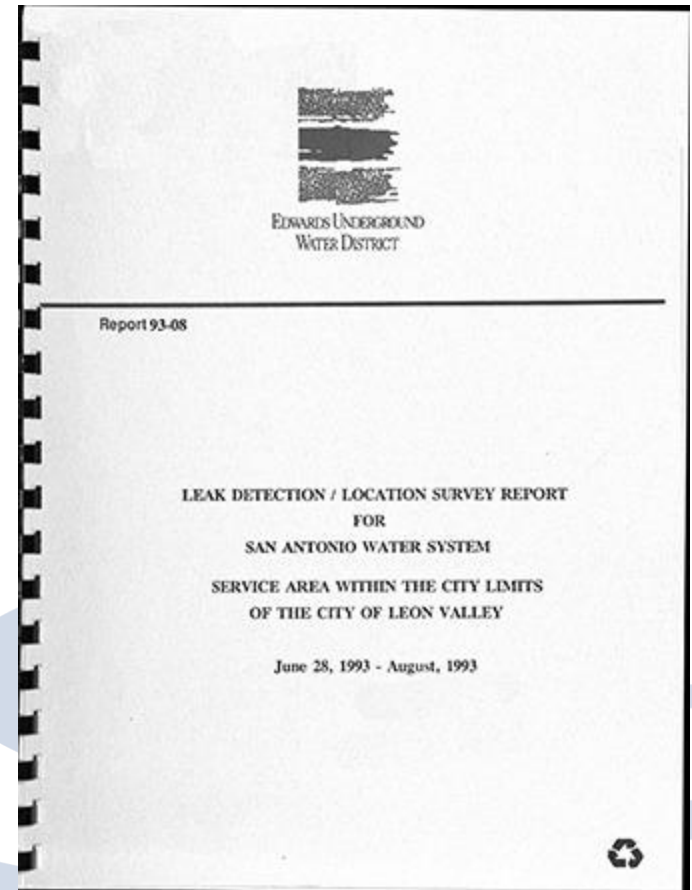 EDWARDS UNDERGROUND
WATER DISTRICT
Report 93-08
LEAK DETECTION / LOCATION SURVEY REPORT
FOR
SAN ANTONIO WATER SYSTEM
SERVICE AREA WITHIN THE CITY LIMITS
OF THE CITY OF LEON VALLEY
June 28, 1993 - August, 1993